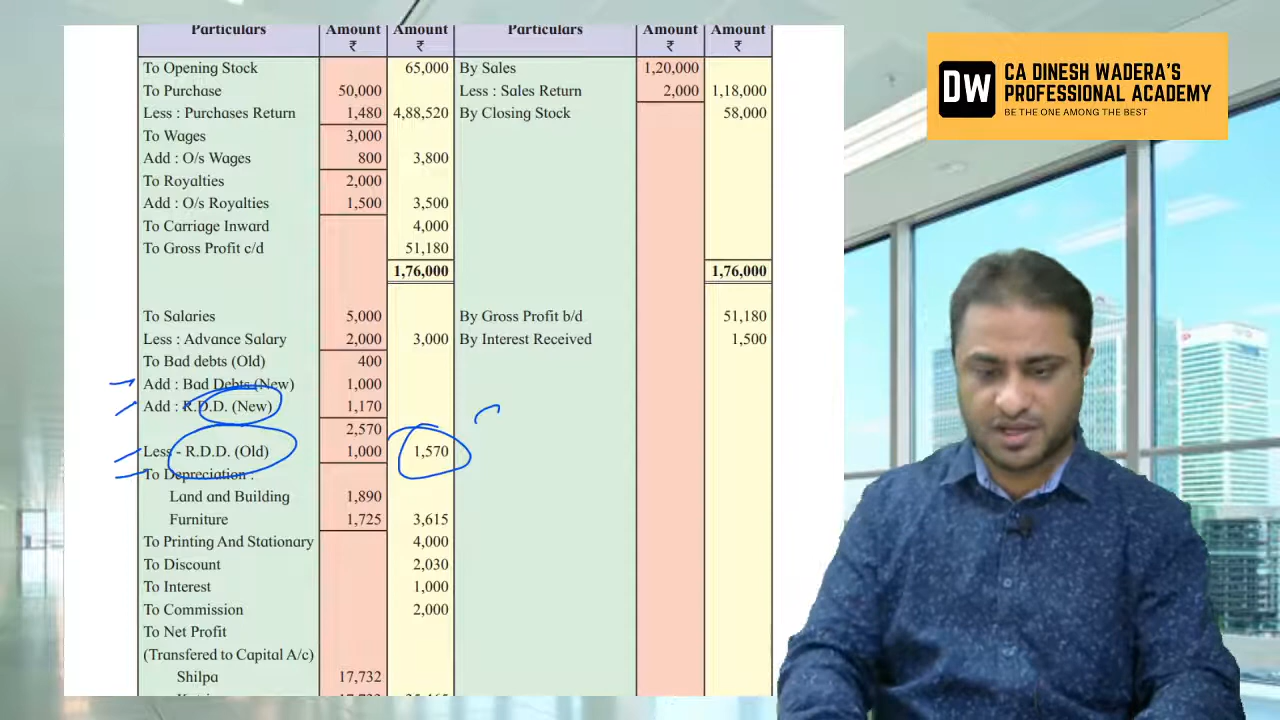 Particulars Amount Amount Particulars Amount Amount
₹ ₹ ₹ ₹
To Opening Stock 65,000 By Sales 1,20,000
To Purchase 50,000 Less : Sales Return 2,000 1,18,000
Less : Purchases Return 1,480 4,88,520 By Closing Stock 58,000
To Wages 3,000
Add : O/s Wages 800 3,800
To Royalties 2,000
Add : O/s Royalties 1,500 3,500
To Carriage Inward 4,000
To Gross Profit c/d 51,180
1,76,000 1,76,000
To Salaries 5,000 By Gross Profit b/d 51,180
Less : Advance Salary 2,000 3,000 By Interest Received 1,500
To Bad debts (Old) 400
Add : Bad Debts (New) 1,000
Add : R.D.D. (New) 1,170
2,570
Less - R.D.D. (Old) 1,000 1,570
To Depreciation :
Land and Building 1,890
Furniture 1,725 3,615
To Printing And Stationary 4,000
To Discount 2,030
To Interest 1,000
To Commission 2,000
To Net Profit
(Transfered to Capital A/c)
Shilpa 17,732
DW
CA DINESH WADERA'S
PROFESSIONAL ACADEMY
BE THE ONE AMONG THE BEST